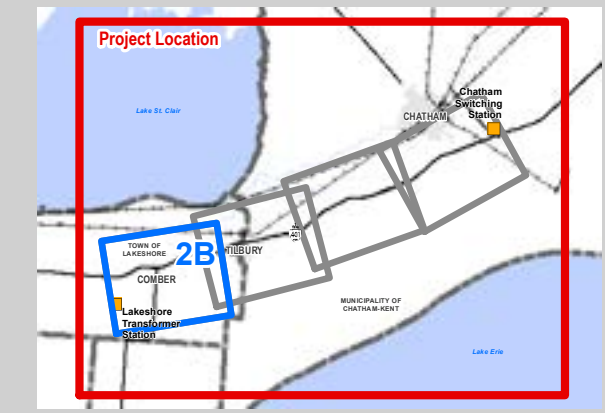 Project Location
Lake St. Clair
Chatham
Switching
Station
CHATHAM
401
TOWN OF
LAKESHORE
2B
TILBURY
COMBER
MUNICIPALITY OF
CHATHAM-KENT
Lakeshore
Transformer
Station
Lake Erie